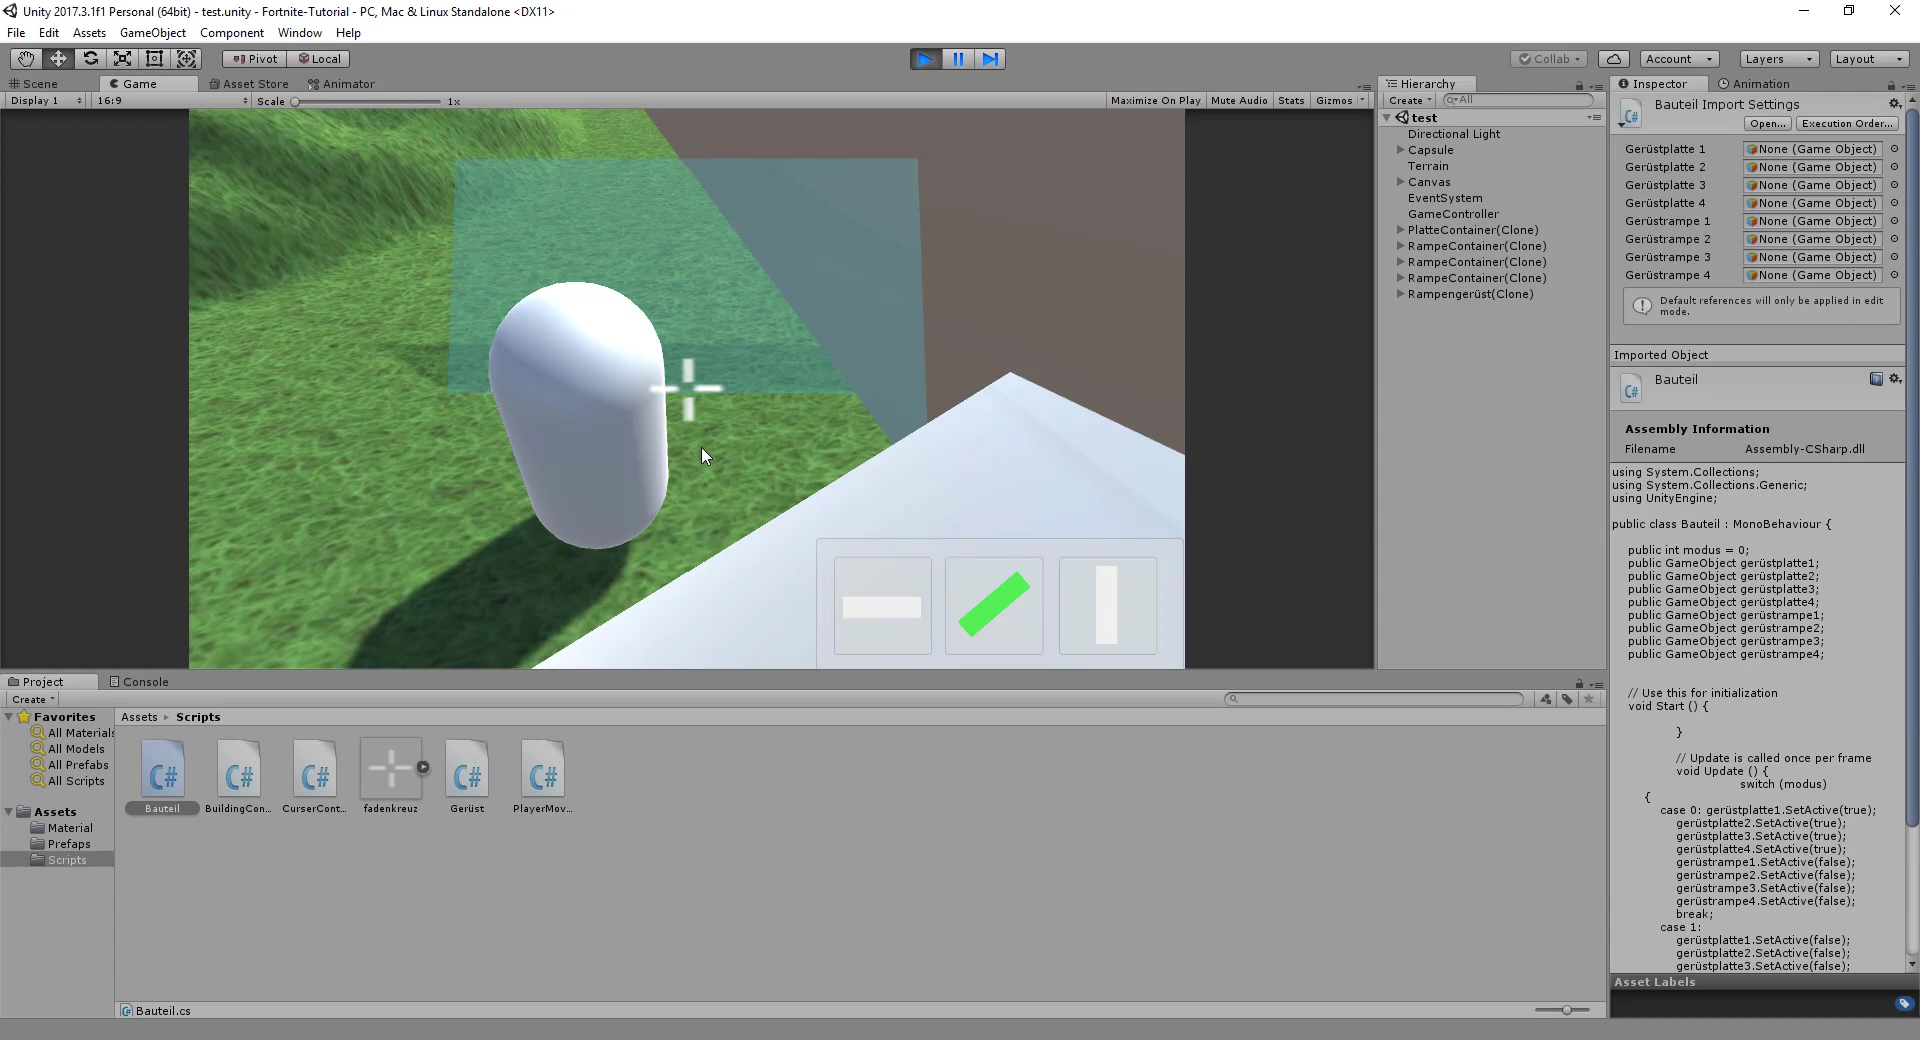 Unity 2017.3.1f1 Personal (64bit) - test.unity - Fortnite-Tutorial - PC, Mac & Linux Standalone <DX11>
File Edit Assets GameObject Component Window Help
Pivot Local Collab Account Layers Layout
Scene Game Asset Store Animator
Display 1 16:9 Scale 1x Maximize On Play Mute Audio Stats Gizmos
Hierarchy
Create All
test
Directional Light
Capsule
Terrain
Canvas
EventSystem
GameController
PlatteContainer(Clone)
RampeContainer(Clone)
RampeContainer(Clone)
RampeContainer(Clone)
Rampengerüst(Clone)
Inspector Animation
Bauteil Import Settings
C#
Open... Execution Order...
Gerüstplatte 1 None (Game Object)
Gerüstplatte 2 None (Game Object)
Gerüstplatte 3 None (Game Object)
Gerüstplatte 4 None (Game Object)
Gerüstrampe 1 None (Game Object)
Gerüstrampe 2 None (Game Object)
Gerüstrampe 3 None (Game Object)
Gerüstrampe 4 None (Game Object)
Default references will only be applied in edit
mode.
Imported Object
Bauteil
C#
Assembly Information
Filename Assembly-CSharp.dll
using System.Collections;
using System.Collections.Generic;
using UnityEngine;
public class Bauteil : MonoBehaviour {
public int modus = 0;
public GameObject gerüstplatte1;
public GameObject gerüstplatte2;
public GameObject gerüstplatte3;
public GameObject gerüstplatte4;
public GameObject gerüstrampe1;
public GameObject gerüstrampe2;
public GameObject gerüstrampe3;
public GameObject gerüstrampe4;
// Use this for initialization
void Start () {
}
// Update is called once per frame
void Update () {
switch (modus)
{
case 0: gerüstplatte1.SetActive(true);
gerüstplatte2.SetActive(true);
gerüstplatte3.SetActive(true);
gerüstplatte4.SetActive(true);
gerüstrampe1.SetActive(false);
gerüstrampe2.SetActive(false);
gerüstrampe3.SetActive(false);
gerüstrampe4.SetActive(false);
break;
case 1:
gerüstplatte1.SetActive(false);
gerüstplatte2.SetActive(false);
gerüstplatte3.SetActive(false);
Asset Labels
Project Console
Create
Favorites
All Materials
All Models
All Prefabs
All Scripts
Assets
Material
Prefaps
Scripts
Assets Scripts
C# C# C# C# C#
Bauteil BuildingCon... CurserCont... fadenkreuz Gerüst PlayerMov...
Bauteil.cs